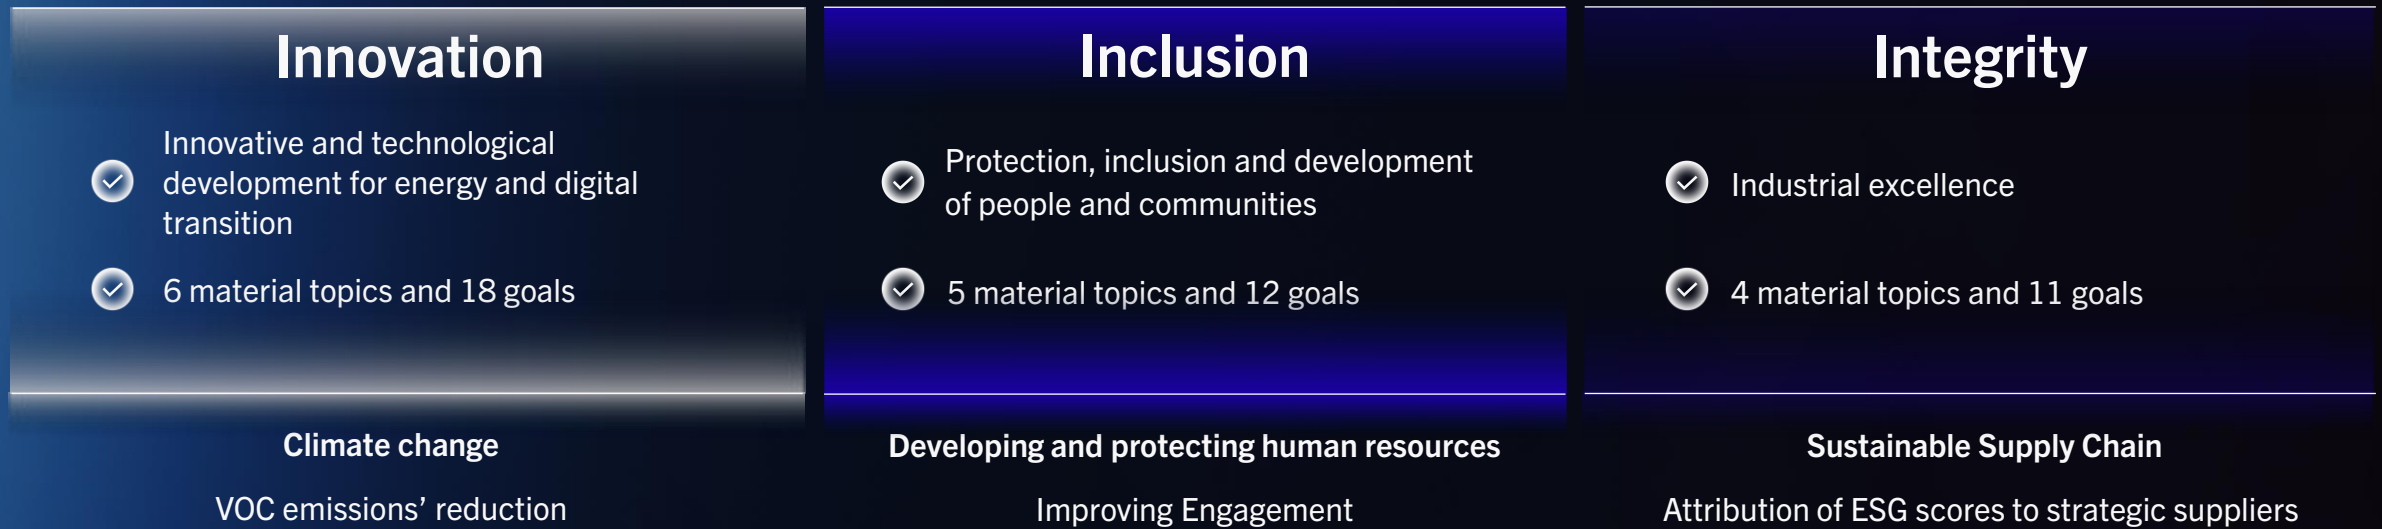 Innovation
Innovative and technological
development for energy and digital
transition
6 material topics and 18 goals
Climate change
VOC emissions’ reduction
Inclusion
Protection, inclusion and development
of people and communities
5 material topics and 12 goals
Developing and protecting human resources
Improving Engagement
Integrity
Industrial excellence
4 material topics and 11 goals
Sustainable Supply Chain
Attribution of ESG scores to strategic suppliers